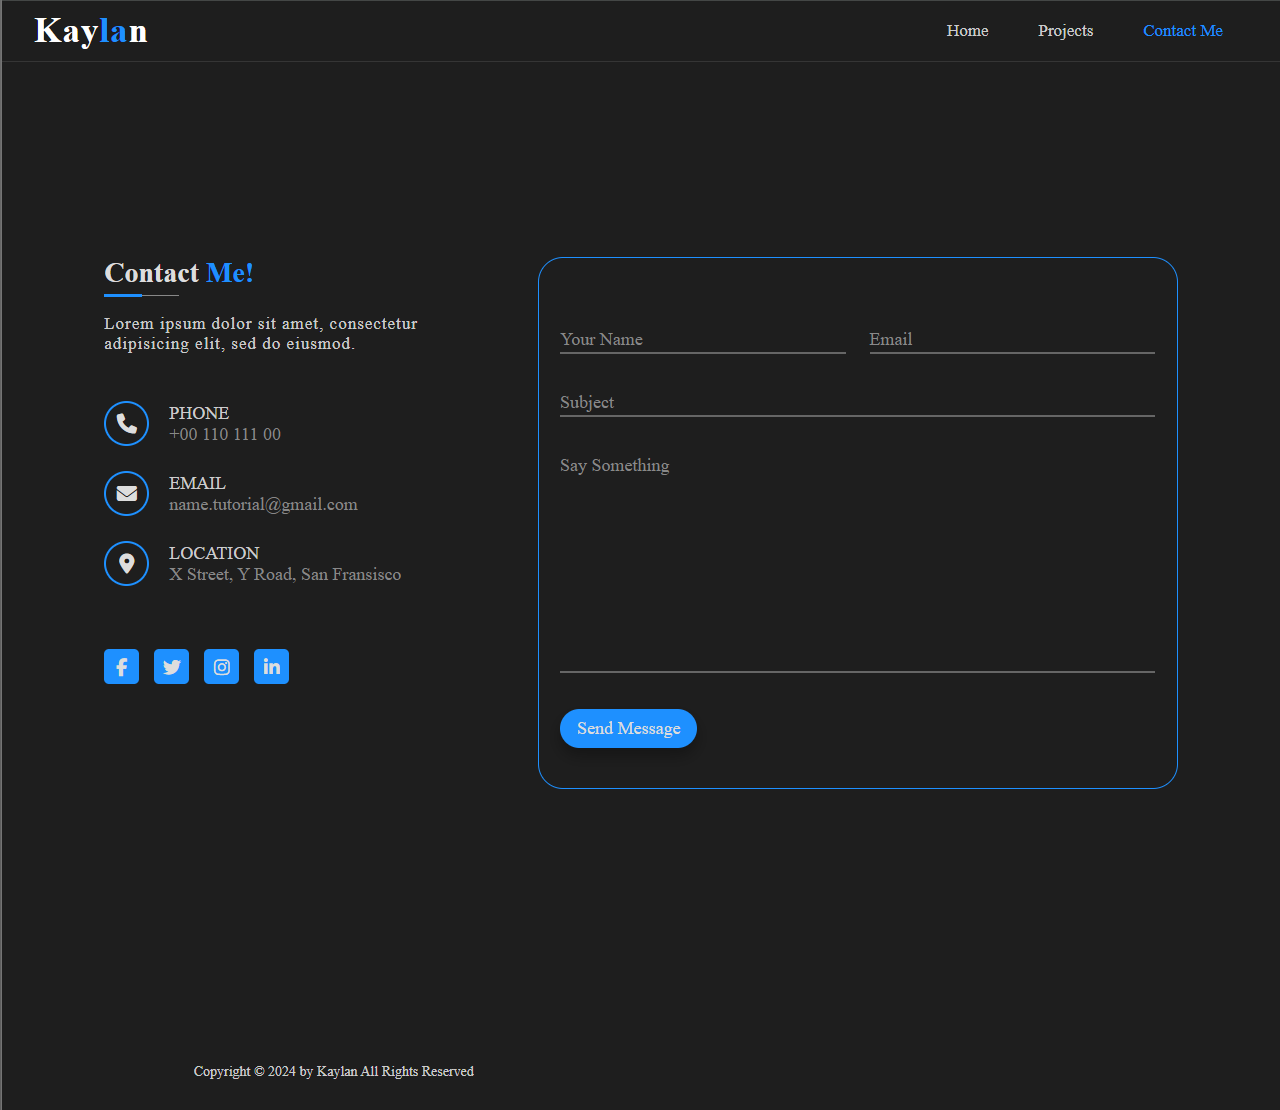 Kaylan
Home Projects Contact Me
Contact Me!
Lorem ipsum dolor sit amet, consectetur
adipisicing elit, sed do eiusmod.
PHONE
+00 110 111 00
EMAIL
name.tutorial@gmail.com
LOCATION
X Street, Y Road, San Fransisco
Your Name Email
Subject
Say Something
Send Message
Copyright © 2024 by Kaylan All Rights Reserved